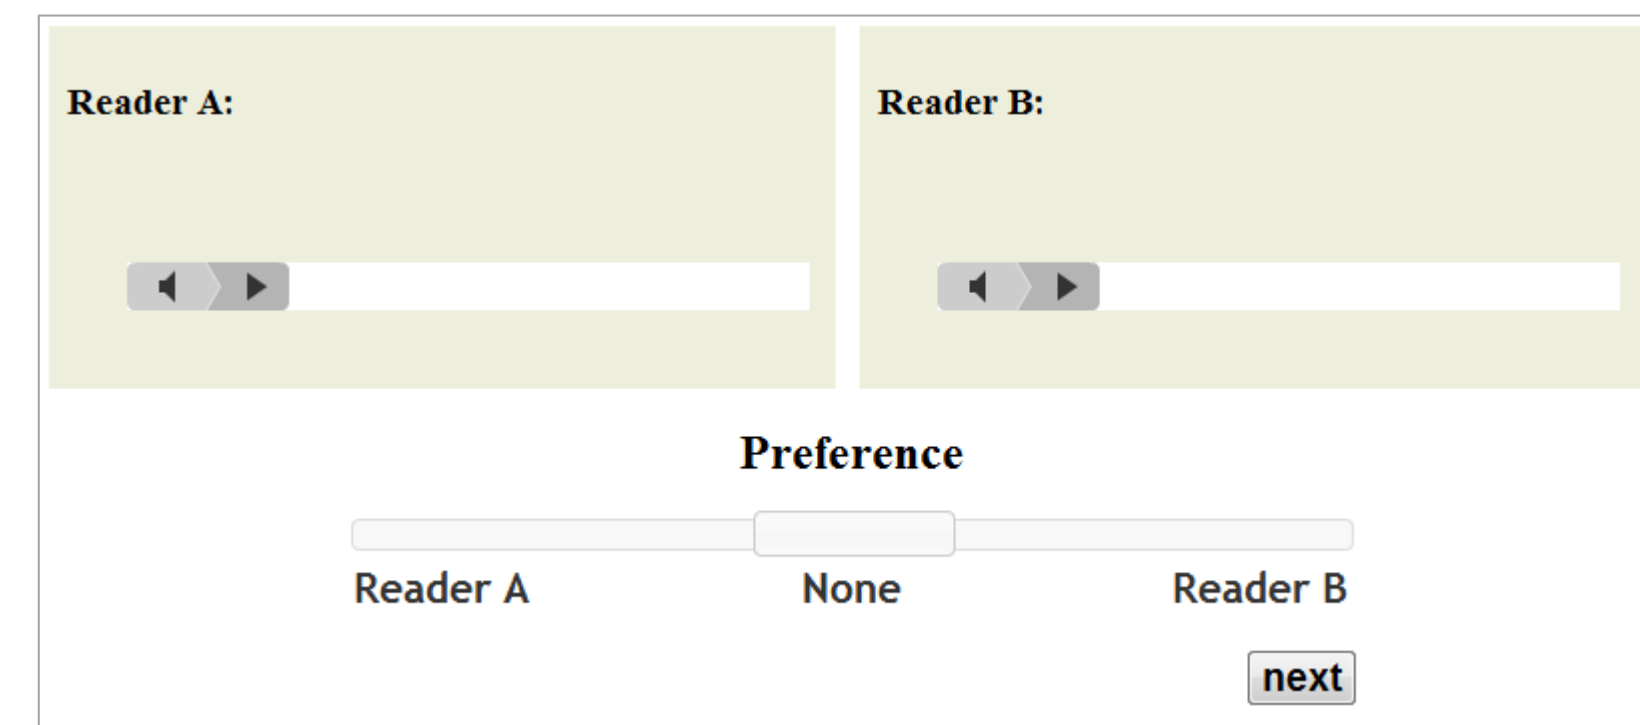 Reader A:
Reader B:
Preference
Reader A None Reader B
next